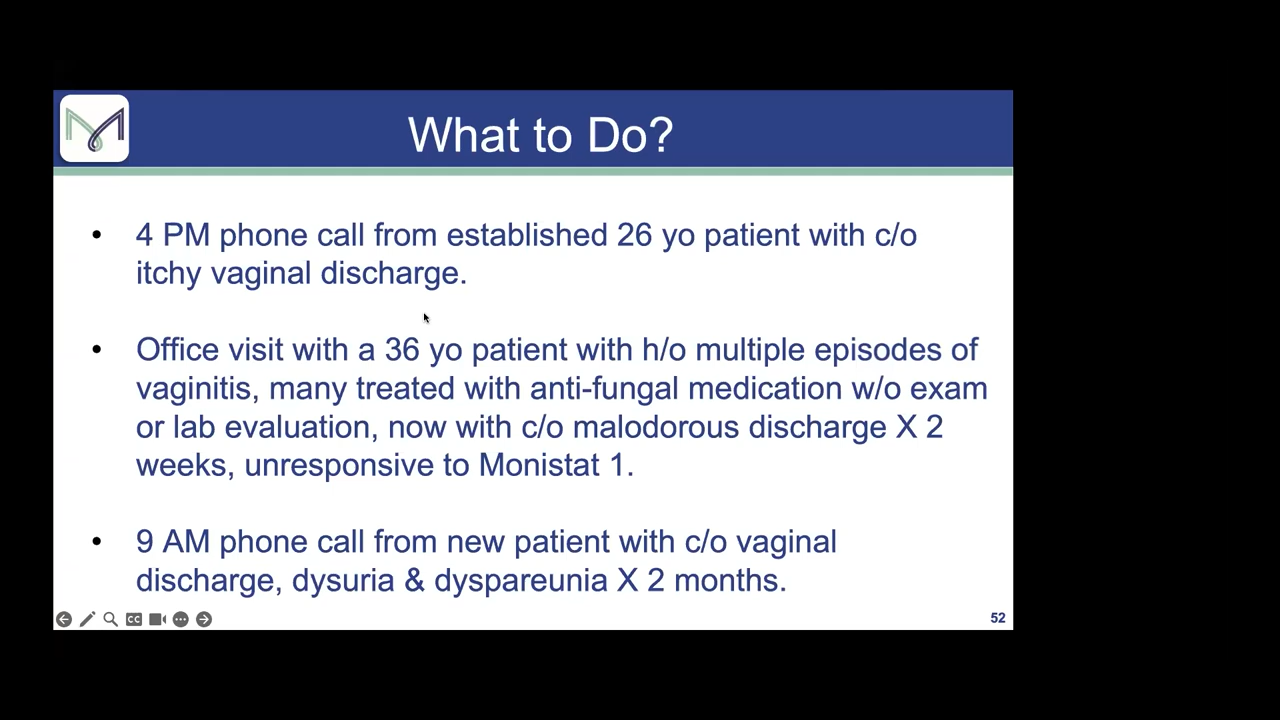 What to Do?
• 4 PM phone call from established 26 yo patient with c/o
itchy vaginal discharge.
• Office visit with a 36 yo patient with h/o multiple episodes of
vaginitis, many treated with anti-fungal medication w/o exam
or lab evaluation, now with c/o malodorous discharge X 2
weeks, unresponsive to Monistat 1.
• 9 AM phone call from new patient with c/o vaginal
discharge, dysuria & dyspareunia X 2 months.
CC
52